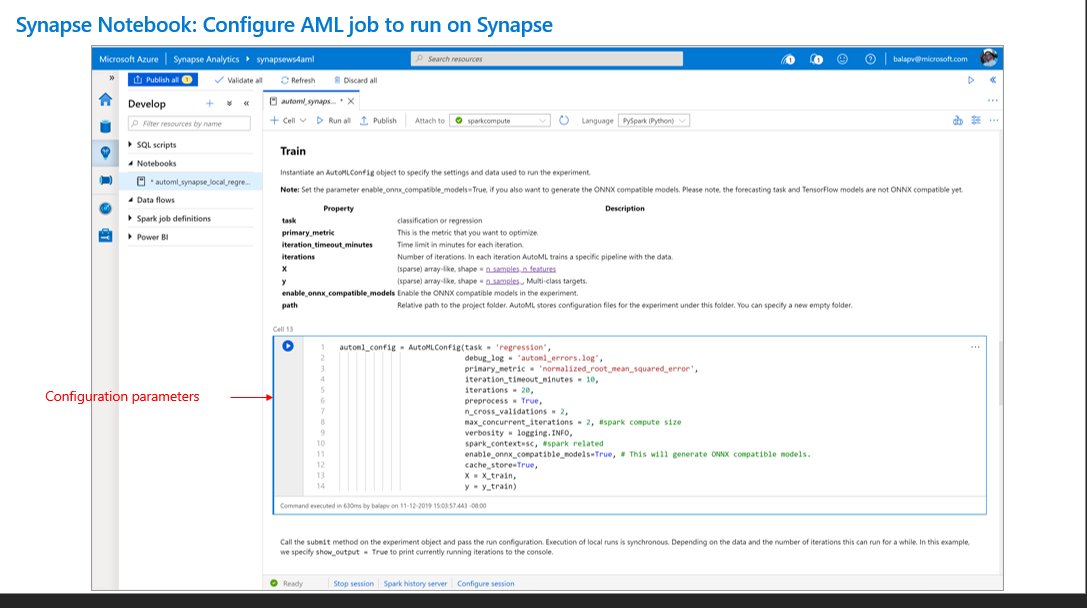 Synapse Notebook: Configure AML job to run on Synapse
Microsoft Azure | Synapse Analytics ▸ synapsews4aml
Search resources
1
1
balapv@microsoft.com
»
Publish all 1
Validate all
Refresh
Discard all
«
Develop
+
«
automl_synaps... * ✕
...
Filter resources by name
+ Cell
Run all
Publish
Attach to
sparkcompute
Language
PySpark (Python)
...
SQL scripts
Notebooks
* automl_synapse_local_regre...
Data flows
Spark job definitions
Power BI
Train
Instantiate an AutoMLConfig object to specify the settings and data used to run the experiment.
Note: Set the parameter enable_onnx_compatible_models=True, if you also want to generate the ONNX compatible models. Please note, the forecasting task and TensorFlow models are not ONNX compatible yet.
Property Description
task classification or regression
primary_metric This is the metric that you want to optimize.
iteration_timeout_minutes Time limit in minutes for each iteration.
iterations Number of iterations. In each iteration AutoML trains a specific pipeline with the data.
X (sparse) array-like, shape = n_samples, n_features
y (sparse) array-like, shape = n_samples, , Multi-class targets.
enable_onnx_compatible_models Enable the ONNX compatible models in the experiment.
path Relative path to the project folder. AutoML stores configuration files for the experiment under this folder. You can specify a new empty folder.
Cell 13
...
1 automl_config = AutoMLConfig(task = 'regression',
2 debug_log = 'automl_errors.log',
3 primary_metric = 'normalized_root_mean_squared_error',
4 iteration_timeout_minutes = 10,
5 iterations = 20,
6 preprocess = True,
7 n_cross_validations = 2,
8 max_concurrent_iterations = 2, #spark compute size
9 verbosity = logging.INFO,
10 spark_context=sc, #spark related
11 enable_onnx_compatible_models=True, # This will generate ONNX compatible models.
12 cache_store=True,
13 X = X_train,
14 y = y_train)
Configuration parameters
Command executed in 630ms by balapv on 11-12-2019 15:03:57.443 -08:00
Call the submit method on the experiment object and pass the run configuration. Execution of local runs is synchronous. Depending on the data and the number of iterations this can run for a while. In this example,
we specify show_output = True to print currently running iterations to the console.
Ready
Stop session | Spark history server | Configure session